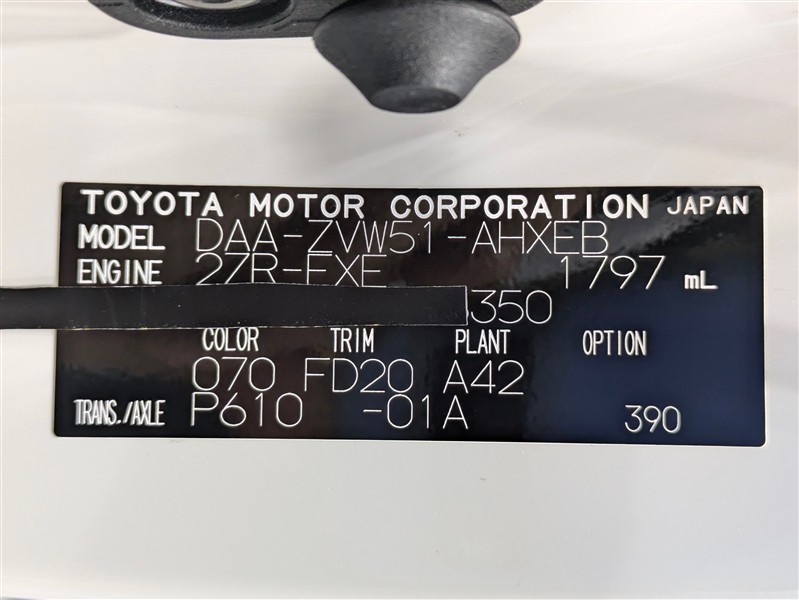 TOYOTA MOTOR CORPORATION JAPAN
MODEL DAA-ZVW51-AHXEB
ENGINE 2ZR-FXE 1797 mL
350
COLOR TRIM PLANT OPTION
070 FD20 A42
TRANS./AXLE P610 -01A 390